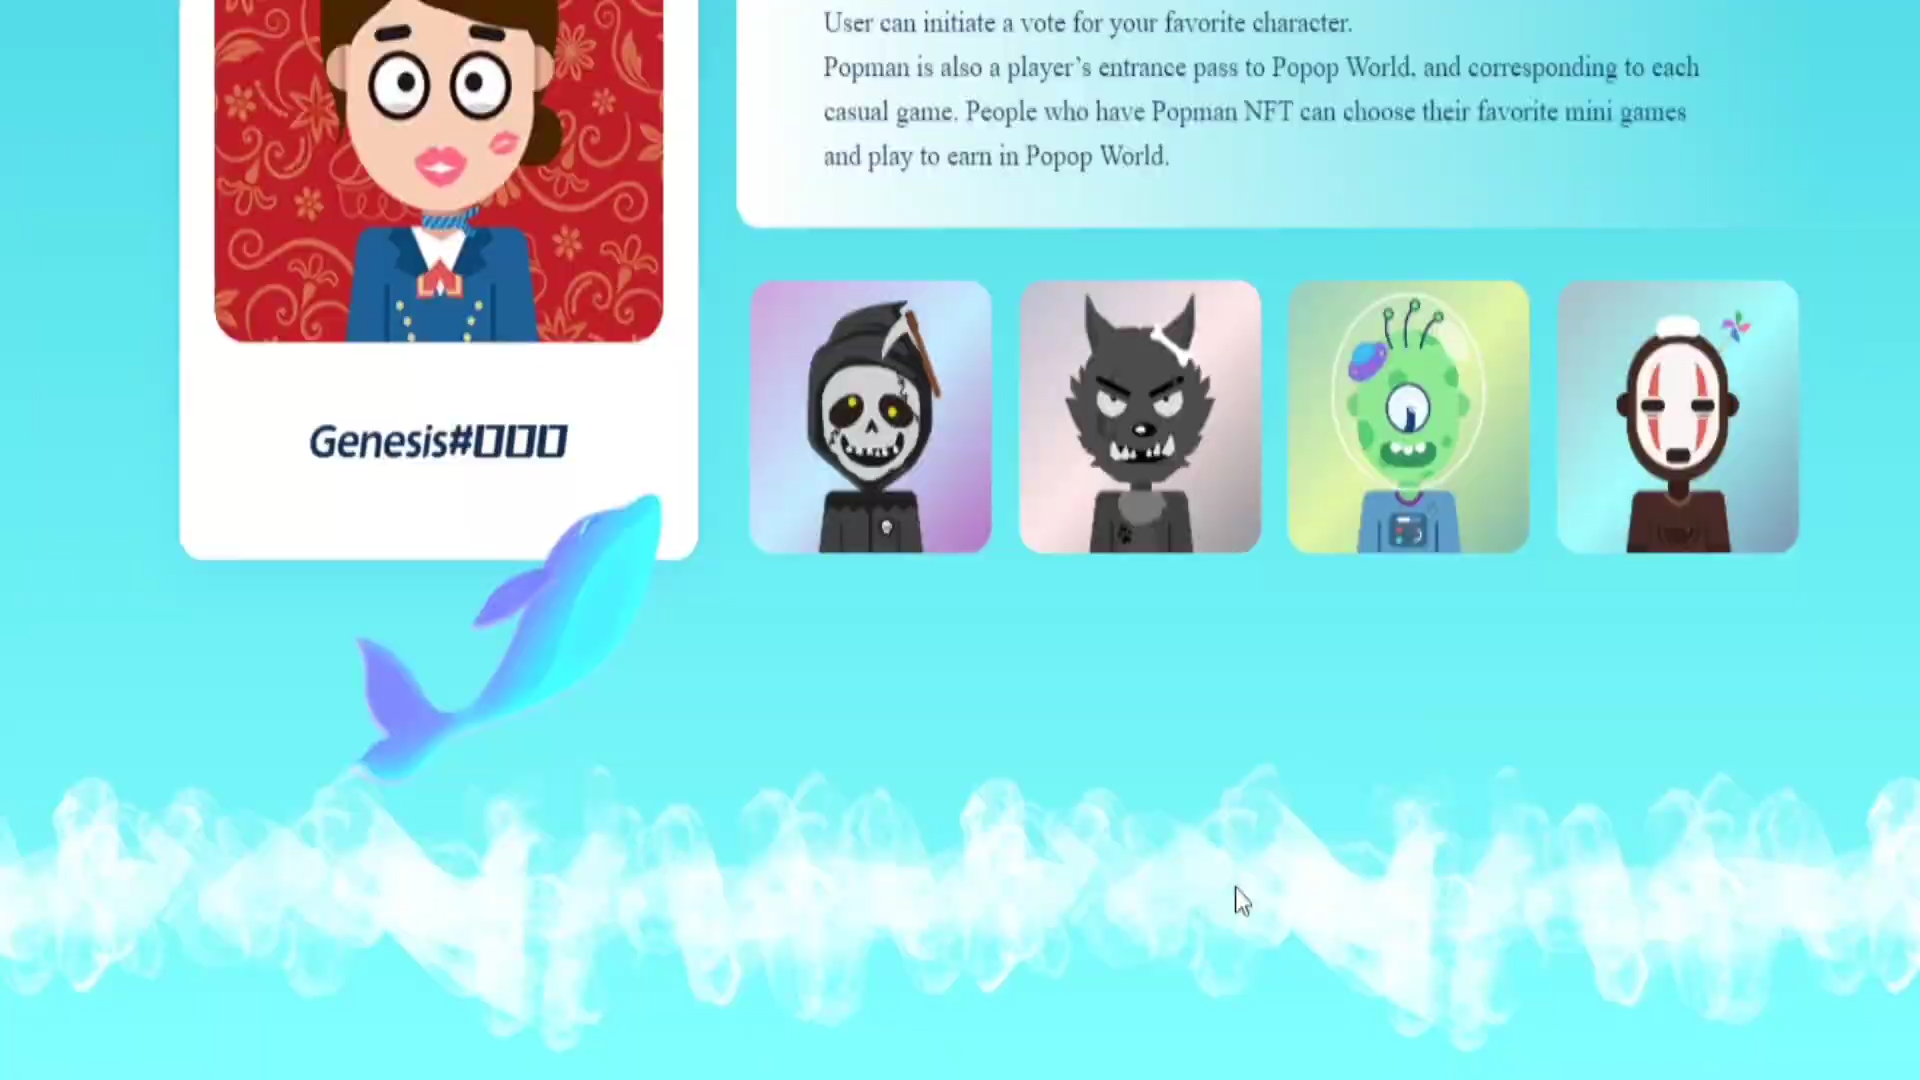 User can initiate a vote for your favorite character.
Popman is also a player’s entrance pass to Popop World. and corresponding to each
casual game. People who have Popman NFT can choose their favorite mini games
and play to earn in Popop World.
Genesis#